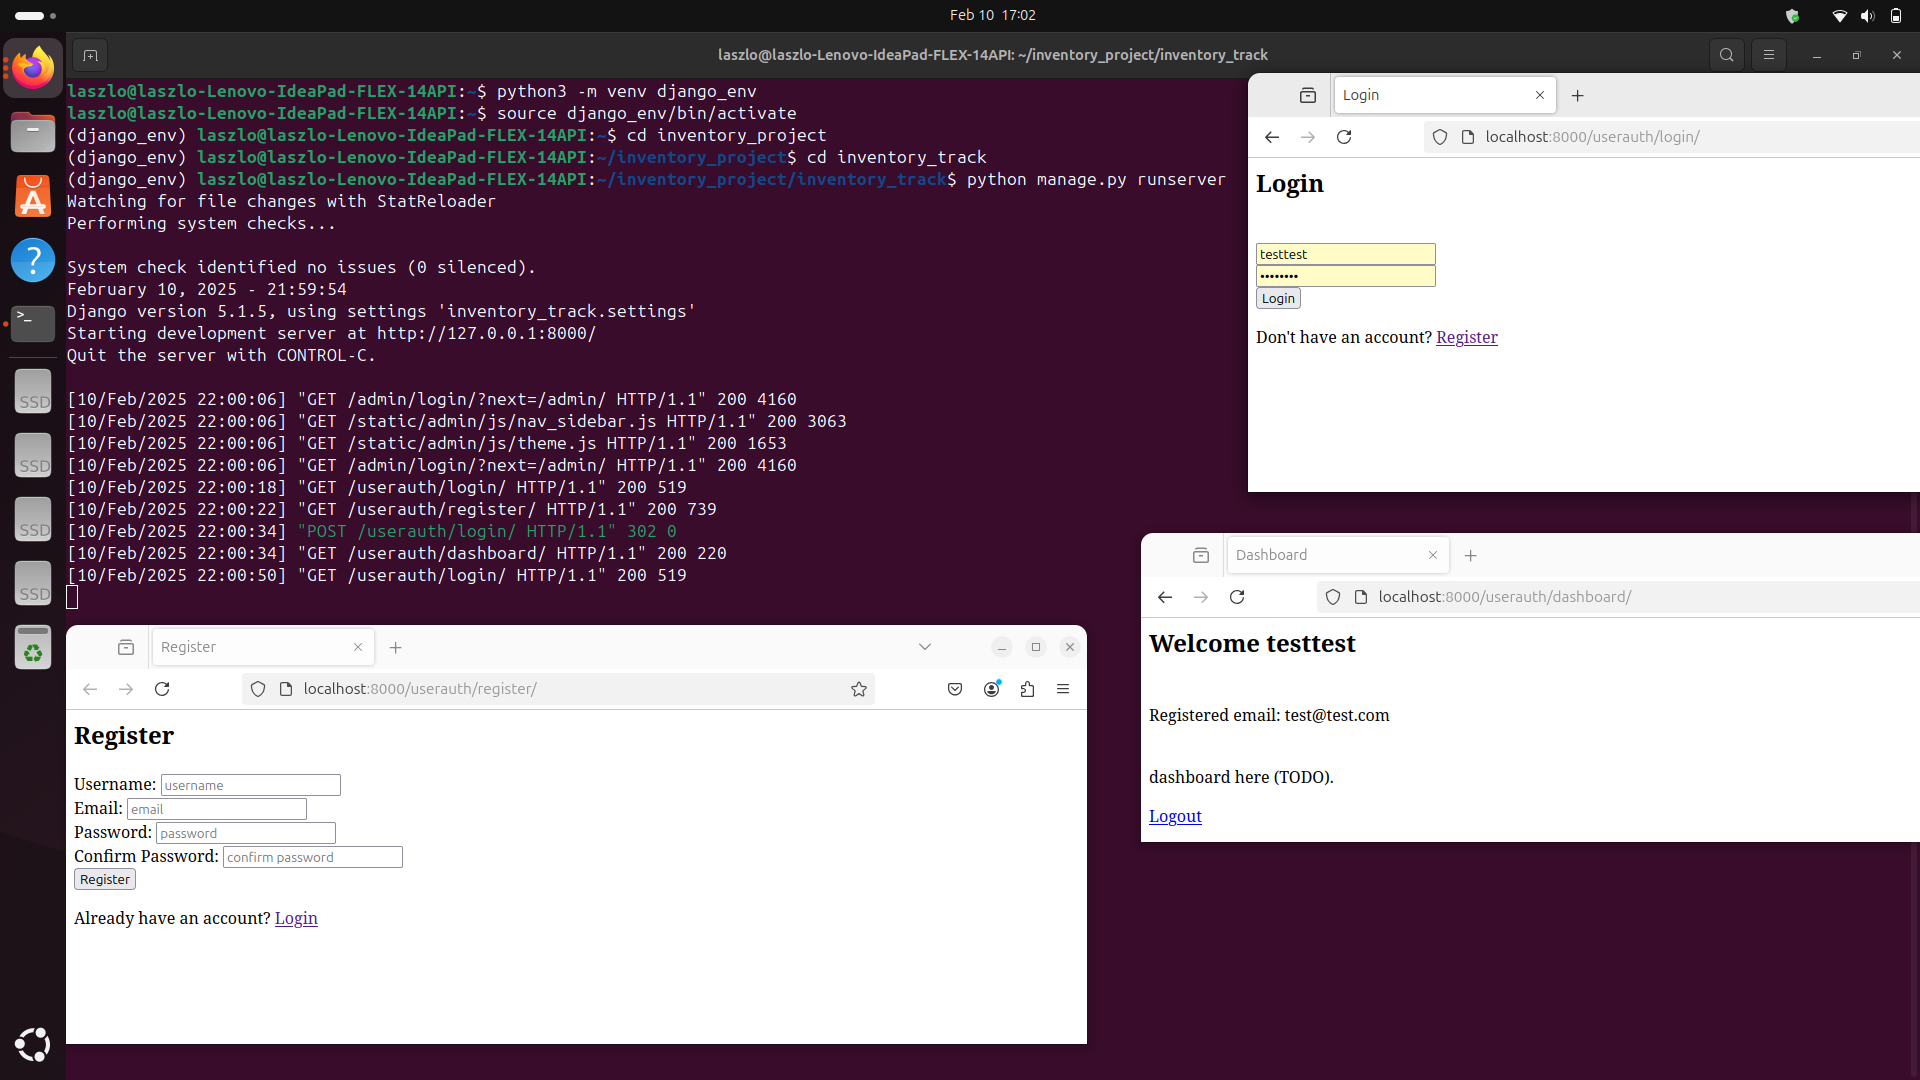 Feb 10 17:02
laszlo@laszlo-Lenovo-IdeaPad-FLEX-14API: ~/inventory_project/inventory_track
laszlo@laszlo-Lenovo-IdeaPad-FLEX-14API:~$ python3 -m venv django_env
laszlo@laszlo-Lenovo-IdeaPad-FLEX-14API:~$ source django_env/bin/activate
(django_env) laszlo@laszlo-Lenovo-IdeaPad-FLEX-14API:~$ cd inventory_project
(django_env) laszlo@laszlo-Lenovo-IdeaPad-FLEX-14API:~/inventory_project$ cd inventory_track
(django_env) laszlo@laszlo-Lenovo-IdeaPad-FLEX-14API:~/inventory_project/inventory_track$ python manage.py runserver
Watching for file changes with StatReloader
Performing system checks...
System check identified no issues (0 silenced).
February 10, 2025 - 21:59:54
Django version 5.1.5, using settings 'inventory_track.settings'
Starting development server at http://127.0.0.1:8000/
Quit the server with CONTROL-C.
[10/Feb/2025 22:00:06] "GET /admin/login/?next=/admin/ HTTP/1.1" 200 4160
[10/Feb/2025 22:00:06] "GET /static/admin/js/nav_sidebar.js HTTP/1.1" 200 3063
[10/Feb/2025 22:00:06] "GET /static/admin/js/theme.js HTTP/1.1" 200 1653
[10/Feb/2025 22:00:06] "GET /admin/login/?next=/admin/ HTTP/1.1" 200 4160
[10/Feb/2025 22:00:18] "GET /userauth/login/ HTTP/1.1" 200 519
[10/Feb/2025 22:00:22] "GET /userauth/register/ HTTP/1.1" 200 739
[10/Feb/2025 22:00:34] "POST /userauth/login/ HTTP/1.1" 302 0
[10/Feb/2025 22:00:34] "GET /userauth/dashboard/ HTTP/1.1" 200 220
[10/Feb/2025 22:00:50] "GET /userauth/login/ HTTP/1.1" 200 519
Login
localhost:8000/userauth/login/
Login
testtest
••••••••
Login
Don't have an account? Register
Dashboard
localhost:8000/userauth/dashboard/
Welcome testtest
Registered email: test@test.com
dashboard here (TODO).
Logout
Register
localhost:8000/userauth/register/
Register
Username: username
Email: email
Password: password
Confirm Password: confirm password
Register
Already have an account? Login
>_
?
SSD
SSD
SSD
SSD